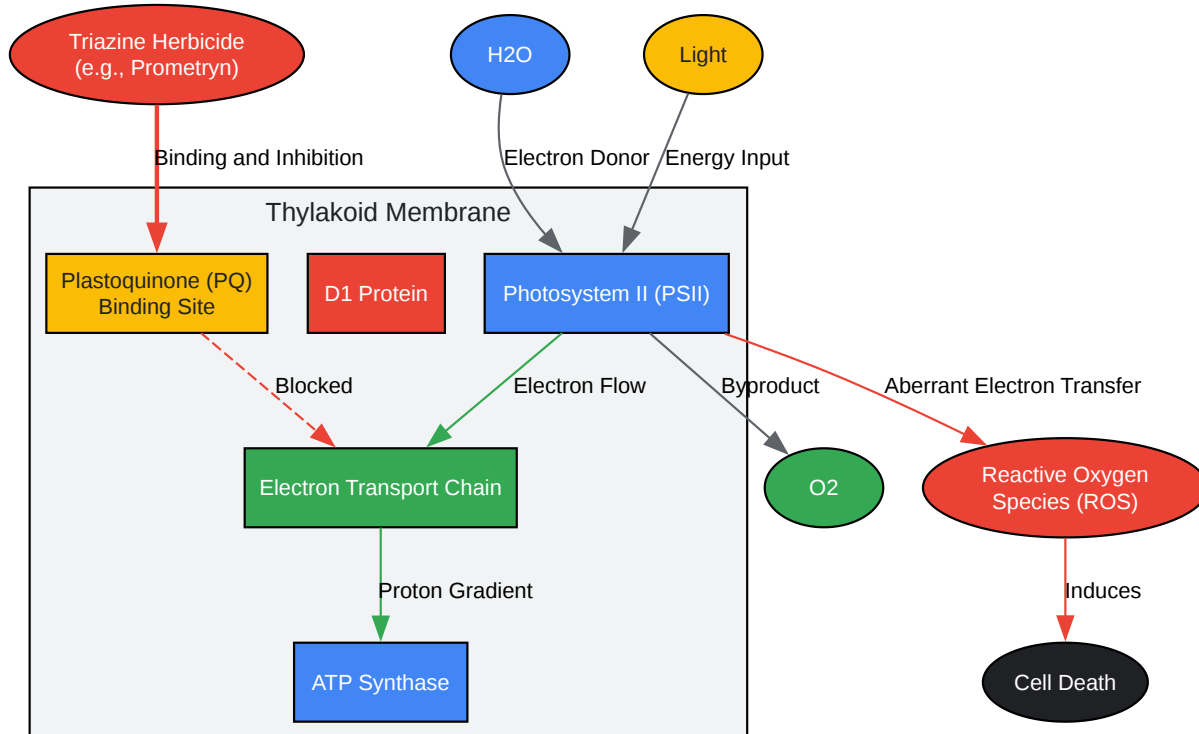 Triazine Herbicide
(e.g., Prometryn)
H2O
Light
Binding and Inhibition
Electron Donor
Energy Input
Thylakoid Membrane
Plastoquinone (PQ)
Binding Site
D1 Protein
Photosystem II (PSII)
Blocked
Electron Flow
Byproduct
Aberrant Electron Transfer
Electron Transport Chain
O2
Reactive Oxygen
Species (ROS)
Proton Gradient
Induces
ATP Synthase
Cell Death